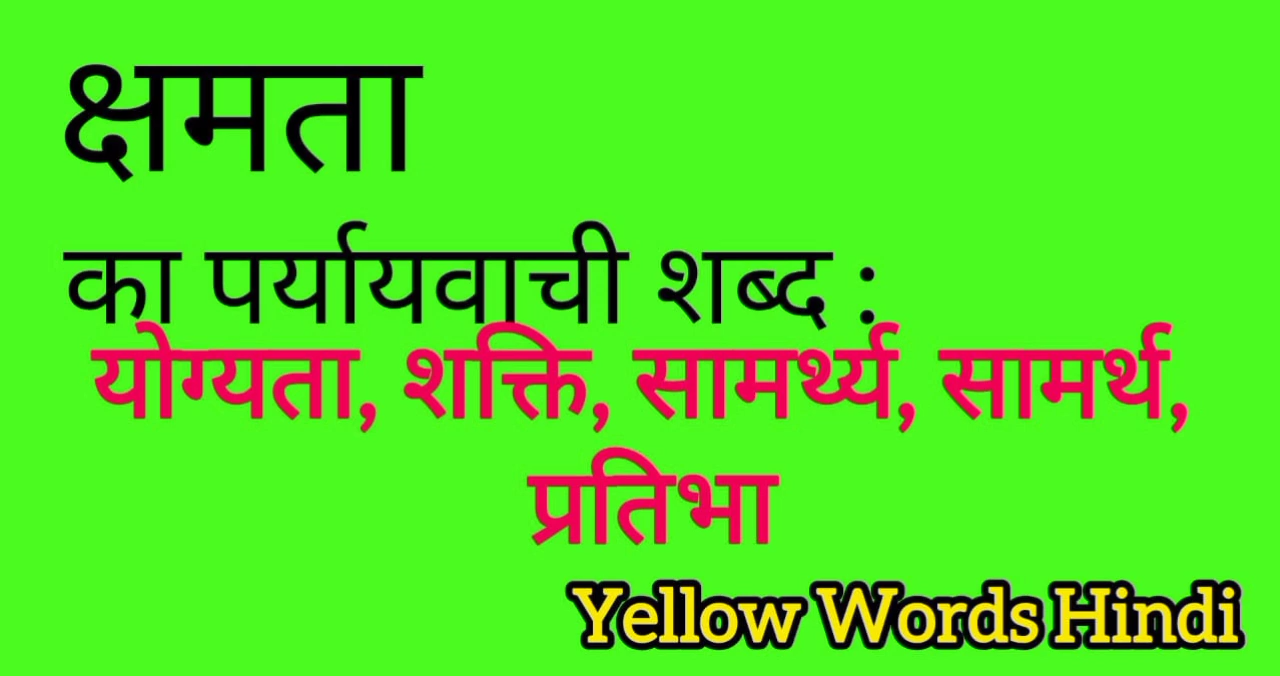 क्षमता
का पर्यायवाची शब्द :
योग्यता, शक्ति, सामर्थ्य, सामर्थ,
प्रतिभा
Yellow Words Hindi